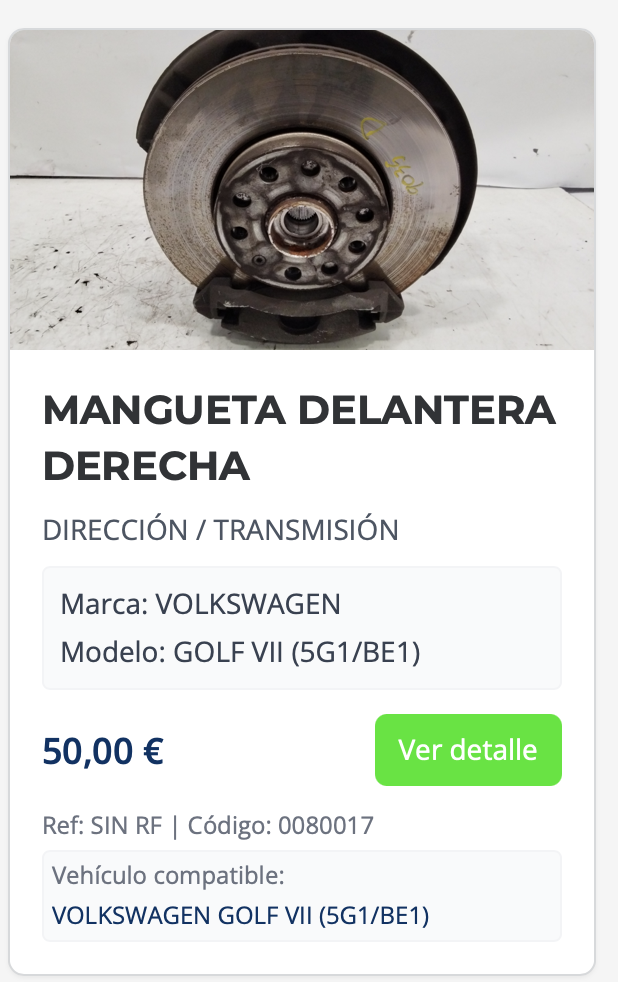 MANGUETA DELANTERA
DERECHA
DIRECCIÓN / TRANSMISIÓN
Marca: VOLKSWAGEN
Modelo: GOLF VII (5G1/BE1)
50,00 €
Ver detalle
Ref: SIN RF | Código: 0080017
Vehículo compatible:
VOLKSWAGEN GOLF VII (5G1/BE1)